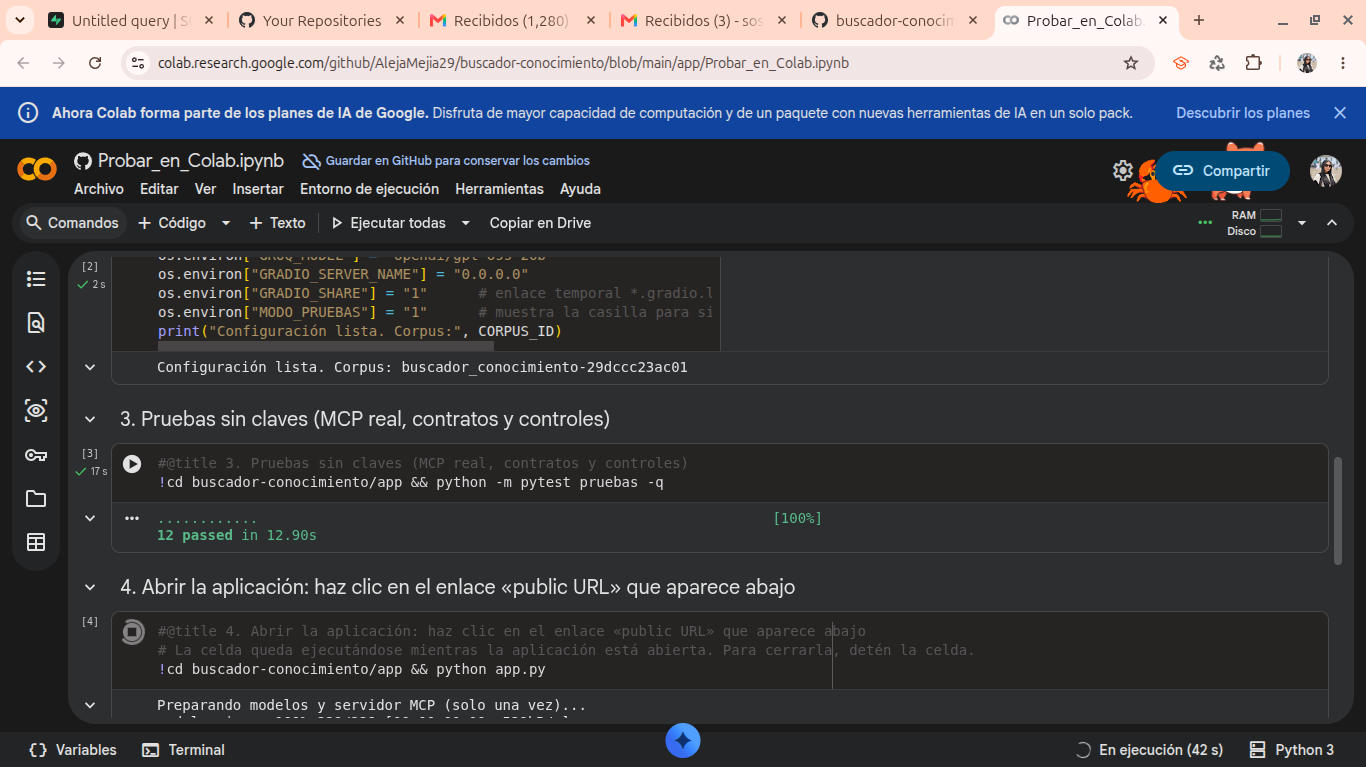 Untitled query | S
Your Repositories
Recibidos (1,280)
Recibidos (3) - sos
buscador-conocim
Probar_en_Colab.
colab.research.google.com/github/AlejaMejia29/buscador-conocimiento/blob/main/app/Probar_en_Colab.ipynb
Ahora Colab forma parte de los planes de IA de Google. Disfruta de mayor capacidad de computación y de un paquete con nuevas herramientas de IA en un solo paquete.
Descubrir los planes
CO
Probar_en_Colab.ipynb
Guardar en GitHub para conservar los cambios
Compartir
Archivo Editar Ver Insertar Entorno de ejecución Herramientas Ayuda
Comandos + Código + Texto Ejecutar todas Copiar en Drive
RAM
Disco
[2]
2 s
os.environ["GROQ_MODEL"] = "openai/gpt-oss-20b"
os.environ["GRADIO_SERVER_NAME"] = "0.0.0.0"
os.environ["GRADIO_SHARE"] = "1" # enlace temporal *.gradio.l
os.environ["MODO_PRUEBAS"] = "1" # muestra la casilla para si
print("Configuración lista. Corpus:", CORPUS_ID)
Configuración lista. Corpus: buscador_conocimiento-29dccc23ac01
3. Pruebas sin claves (MCP real, contratos y controles)
[3]
17 s
#@title 3. Pruebas sin claves (MCP real, contratos y controles)
!cd buscador-conocimiento/app && python -m pytest pruebas -q
............ [100%]
12 passed in 12.90s
4. Abrir la aplicación: haz clic en el enlace «public URL» que aparece abajo
[4]
#@title 4. Abrir la aplicación: haz clic en el enlace «public URL» que aparece abajo
# La celda queda ejecutándose mientras la aplicación está abierta. Para cerrarla, detén la celda.
!cd buscador-conocimiento/app && python app.py
Preparando modelos y servidor MCP (solo una vez)...
Variables
Terminal
En ejecución (42 s)
Python 3